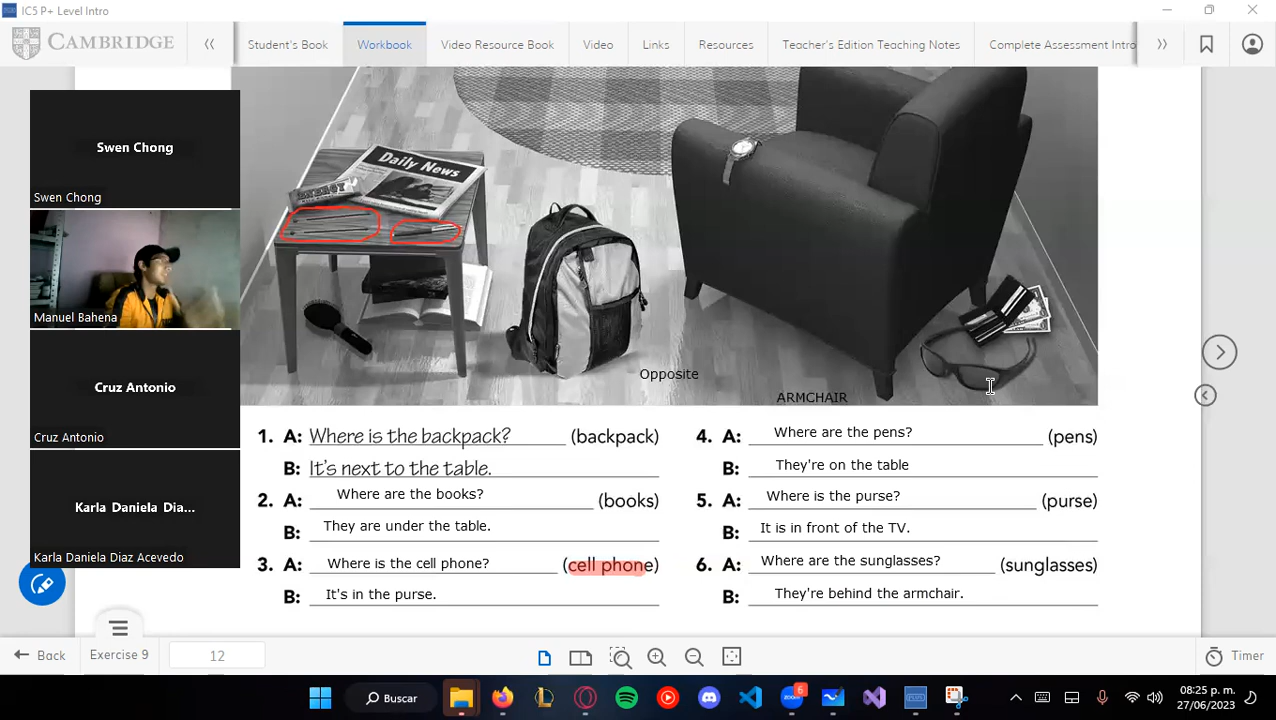 IC5 P+ Level Intro
CAMBRIDGE
Student's Book
Workbook
Video Resource Book
Video
Links
Resources
Teacher's Edition Teaching Notes
Complete Assessment Intro
Swen Chong
Swen Chong
Manuel Bahena
Cruz Antonio
Cruz Antonio
Karla Daniela Dia...
Karla Daniela Diaz Acevedo
Daily News
ENERGY
Opposite
ARMCHAIR
1. A: Where is the backpack? (backpack)
B: It's next to the table.
2. A: Where are the books? (books)
B: They are under the table.
3. A: Where is the cell phone? (cell phone)
B: It's in the purse.
4. A: Where are the pens? (pens)
B: They're on the table
5. A: Where is the purse? (purse)
B: It is in front of the TV.
6. A: Where are the sunglasses? (sunglasses)
B: They're behind the armchair.
Back
Exercise 9
12
Timer
Buscar
6
08:25 p. m.
27/06/2023